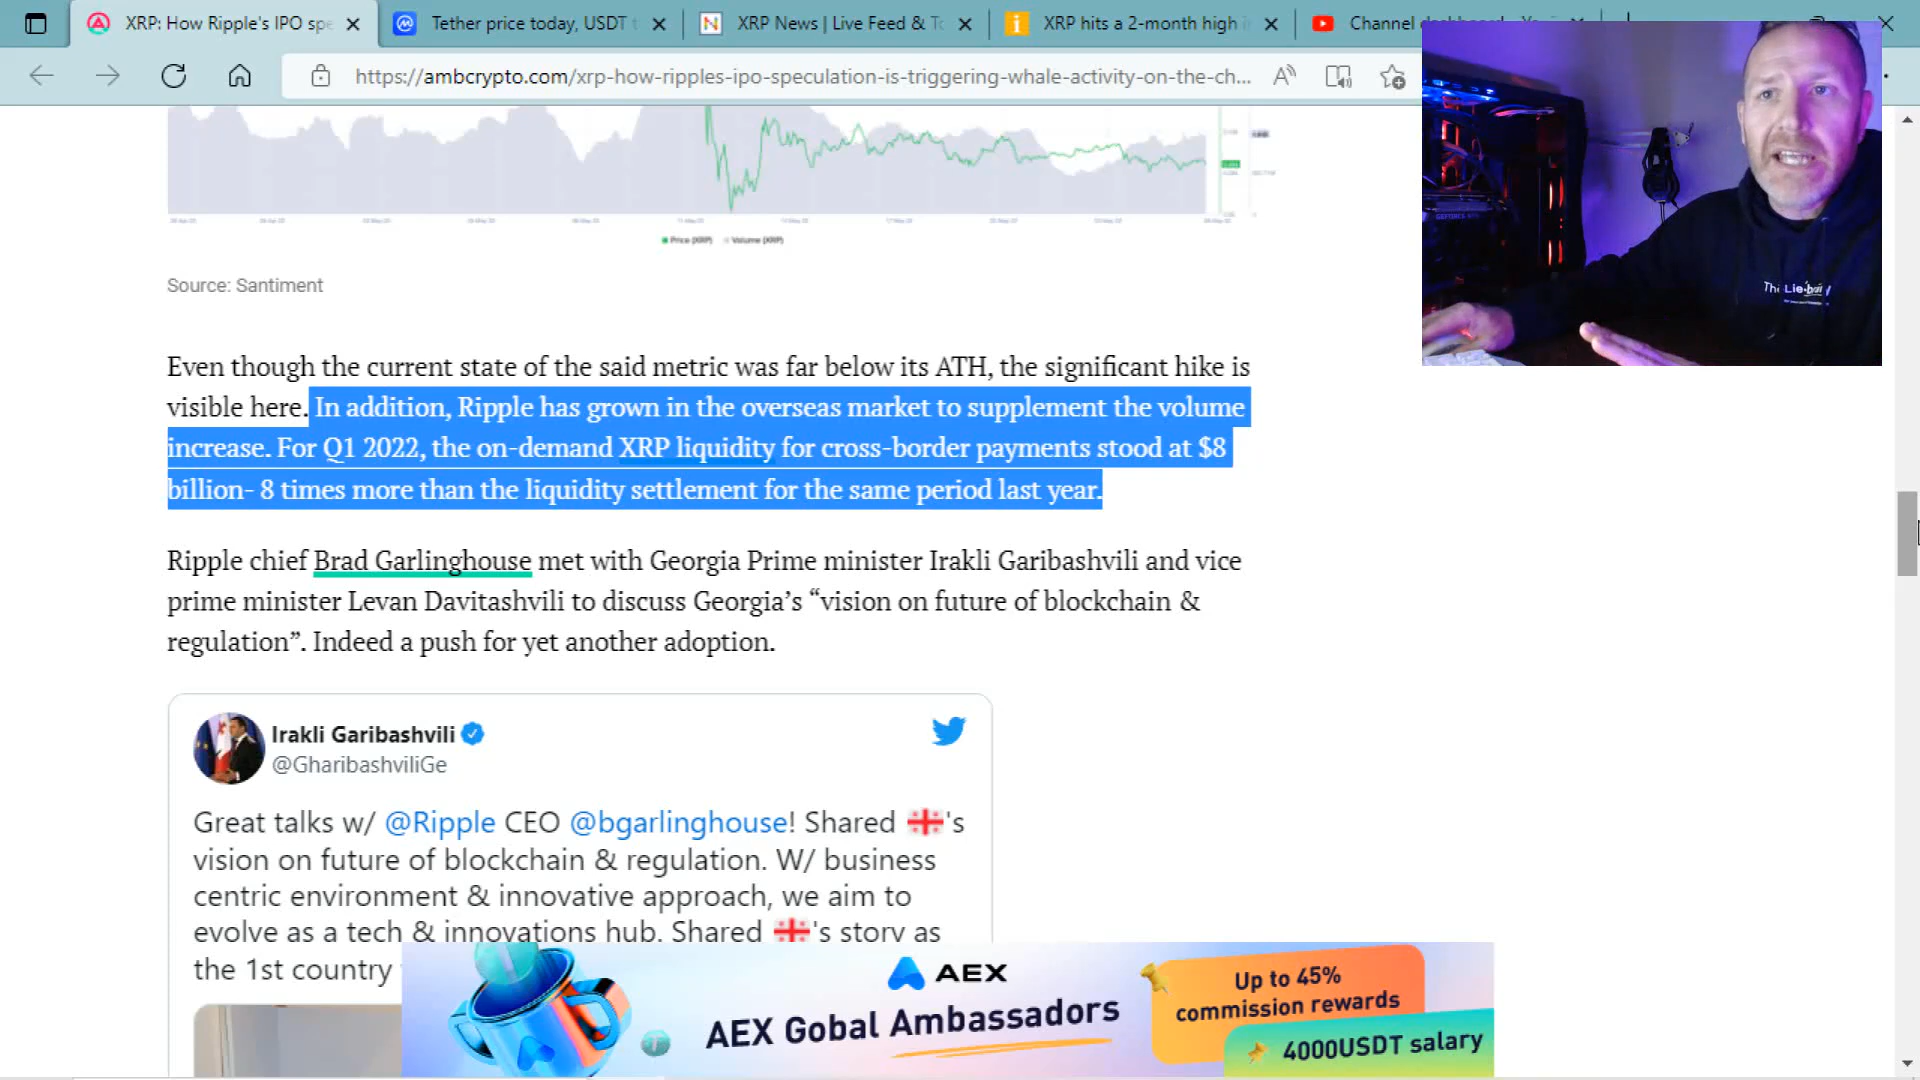 XRP: How Ripple's IPO spe
Tether price today, USDT t
XRP News | Live Feed & To
XRP hits a 2-month high i
Channel dashboard
https://ambcrypto.com/xrp-how-ripples-ipo-speculation-is-triggering-whale-activity-on-the-ch...
Price (XRP) Volume (XRP)
Source: Santiment
Even though the current state of the said metric was far below its ATH, the significant hike is
visible here. In addition, Ripple has grown in the overseas market to supplement the volume
increase. For Q1 2022, the on-demand XRP liquidity for cross-border payments stood at $8
billion- 8 times more than the liquidity settlement for the same period last year.
Ripple chief Brad Garlinghouse met with Georgia Prime minister Irakli Garibashvili and vice
prime minister Levan Davitashvili to discuss Georgia's “vision on future of blockchain &
regulation”. Indeed a push for yet another adoption.
Irakli Garibashvili
@GharibashviliGe
Great talks w/ @Ripple CEO @bgarlinghouse! Shared 's
vision on future of blockchain & regulation. W/ business
centric environment & innovative approach, we aim to
evolve as a tech & innovations hub. Shared 's story as
the 1st country
AEX
AEX Gobal Ambassadors
Up to 45%
commission rewards
4000USDT salary